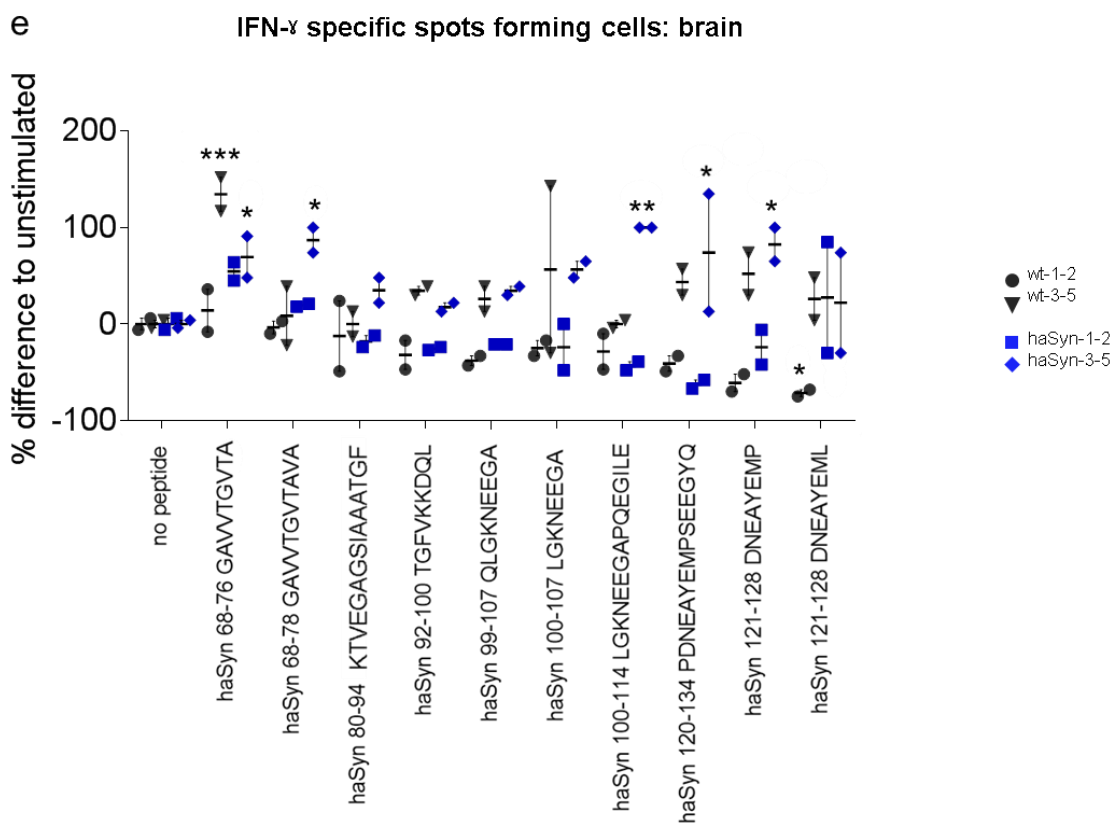 e
IFN-ɣ specific spots forming cells: brain
% difference to unstimulated
200
100
0
-100
***
*
*
**
*
*
*
no peptide
haSyn 68-76 GAVVTGVTA
haSyn 68-78 GAVVTGVTAVA
haSyn 80-94 KTVEGAGSIAAATGF
haSyn 92-100 TGFVKKDQL
haSyn 99-107 QLGKNEEGA
haSyn 100-107 LGKNEEGA
haSyn 100-114 LGKNEEGAPQEGILE
haSyn 120-134 PDNEAYEMPSEEGYQ
haSyn 121-128 DNEAYEMP
haSyn 121-128 DNEAYEML
wt-1-2
wt-3-5
haSyn-1-2
haSyn-3-5